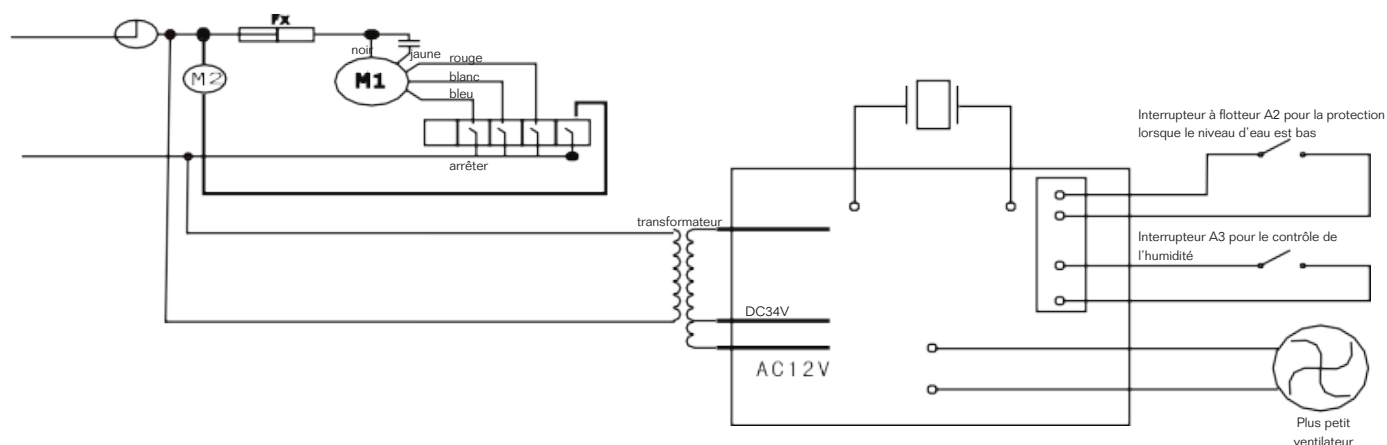 Fx
noir
jaune
rouge
M2
M1
blanc
bleu
arrêter
Interrupteur à flotteur A2 pour la protection
lorsque le niveau d'eau est bas
transformateur
Interrupteur A3 pour le contrôle de
l'humidité
DC34V
AC12V
Plus petit
ventilateur